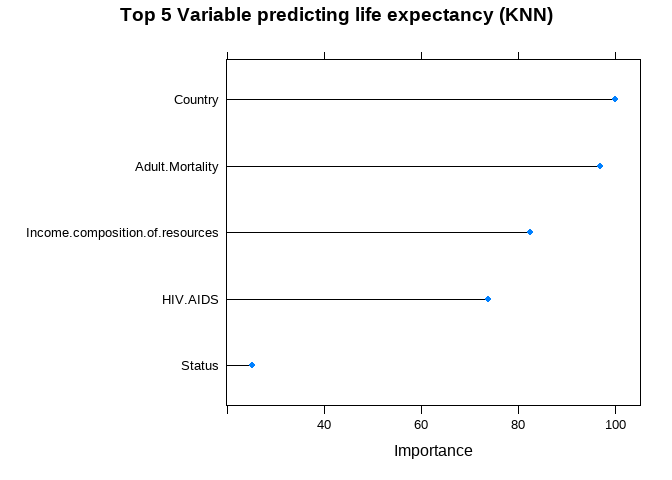 Top 5 Variable predicting life expectancy (KNN)
Country
Adult.Mortality
Income.composition.of.resources
HIV.AIDS
Status
40 60 80 100
Importance